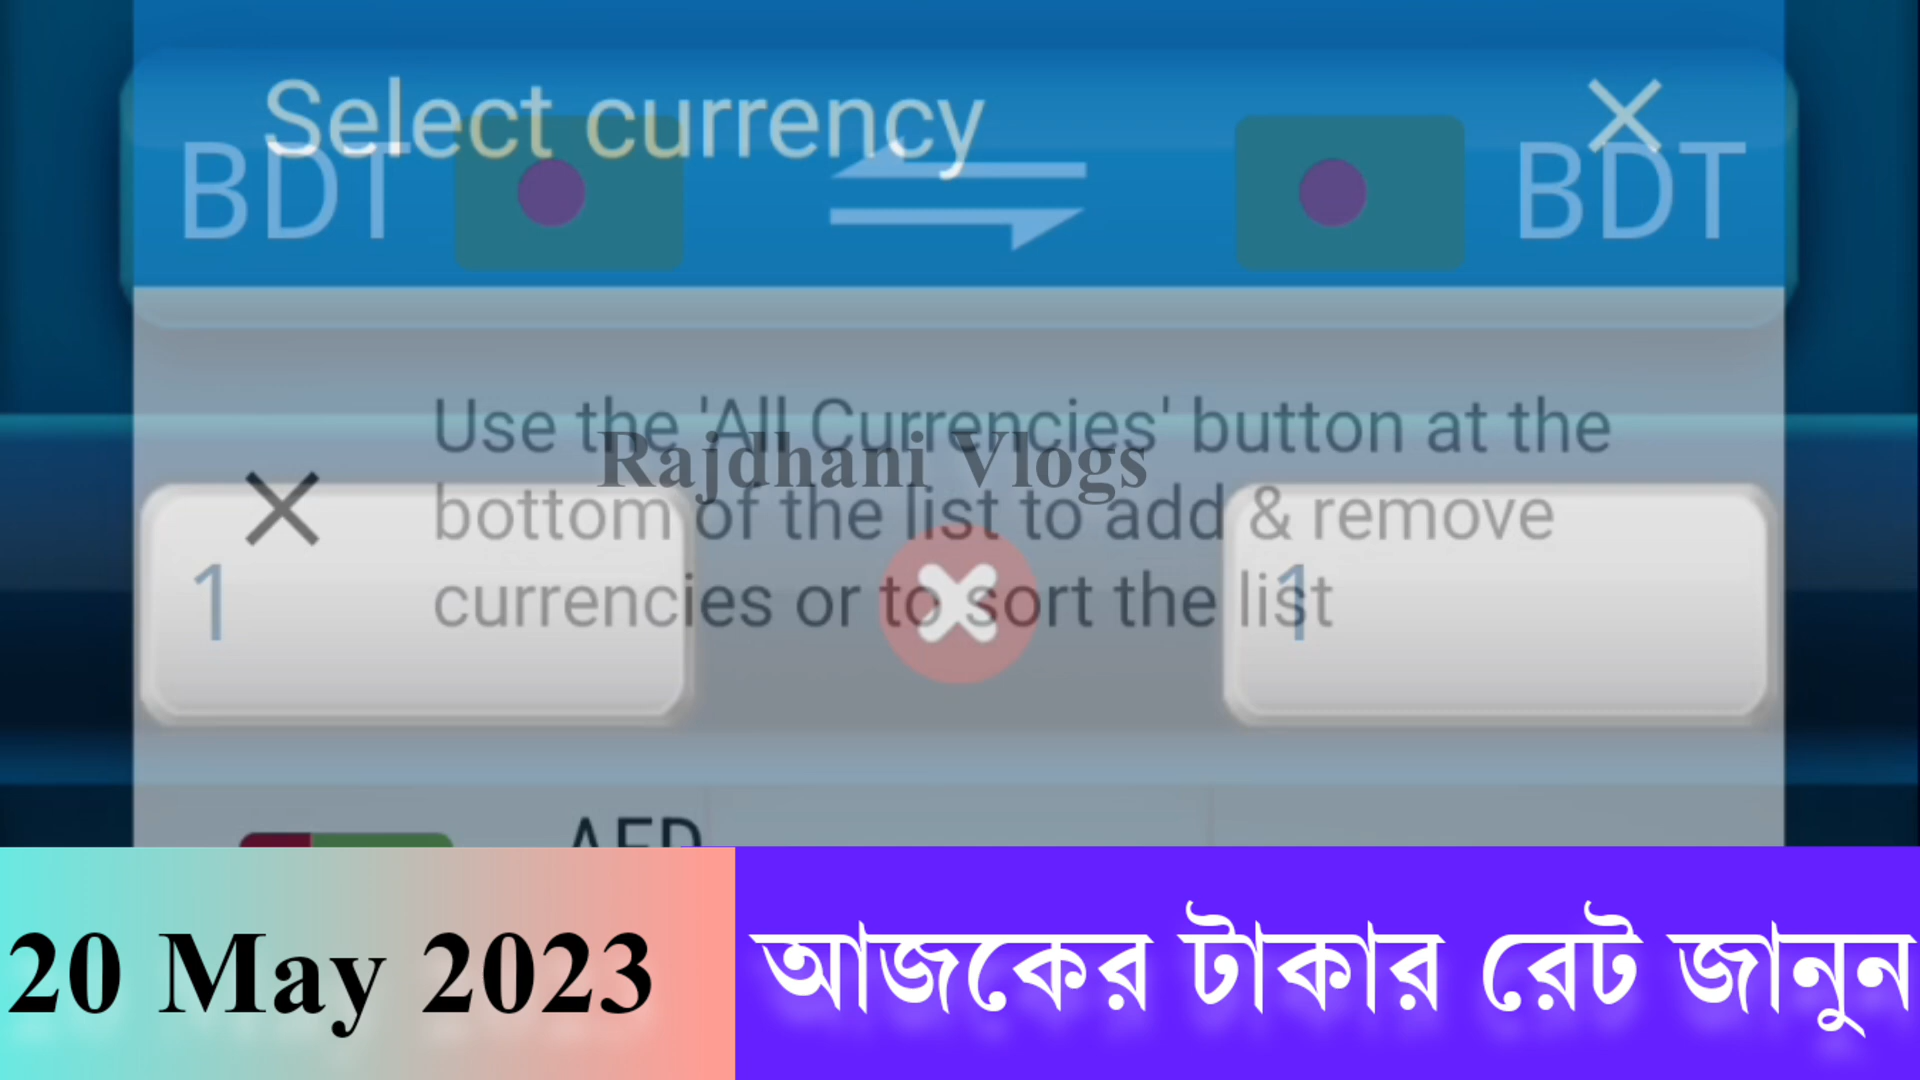 Select currency
BDT
BDT
Use the 'All Currencies' button at the
bottom of the list to add & remove
currencies or to sort the list
Rajdhani Vlogs
1
1
AED
20 May 2023
আজকের টাকার রেট জানুন